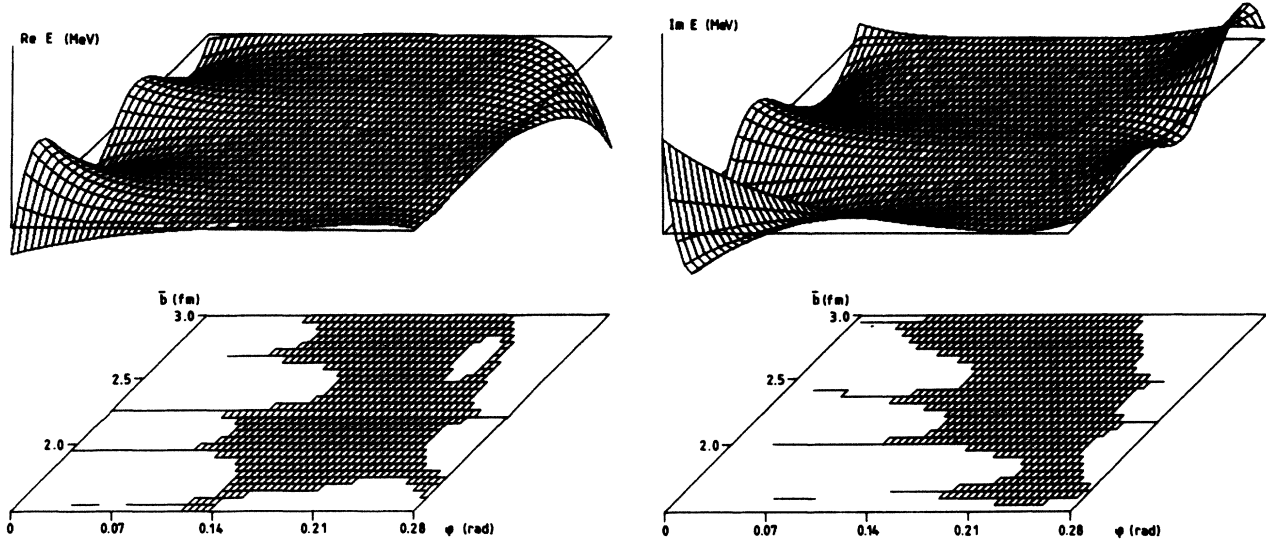 Re E (MeV)
Im E (MeV)
b̄ (fm)
3.0
2.5
2.0
0 0.07 0.14 0.21 0.28 φ (rad)
b̄ (fm)
3.0
2.5
2.0
0 0.07 0.14 0.21 0.28 φ (rad)